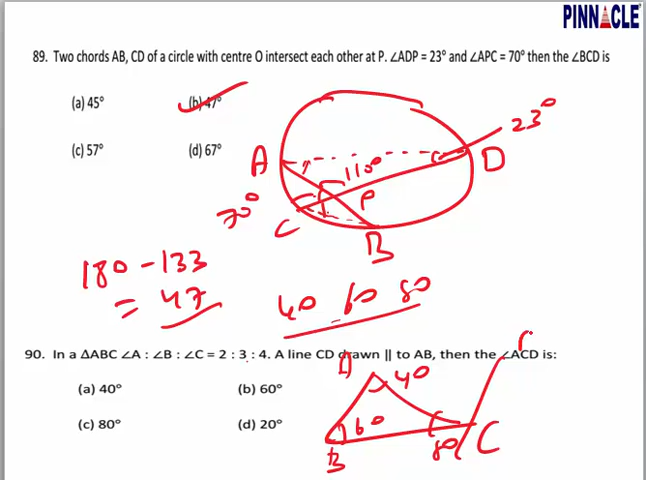 PINNACLE
89. Two chords AB, CD of a circle with centre O intersect each other at P. ∠ADP = 23° and ∠APC = 70° then the ∠BCD is
(a) 45° (b) 47°
(c) 57° (d) 67°
A
110°
23°
D
P
70°
C
B
180 - 133
= 47
40 60 80
90. In a ΔABC ∠A : ∠B : ∠C = 2 : 3 : 4. A line CD drawn || to AB, then the ∠ACD is:
(a) 40° (b) 60°
(c) 80° (d) 20°
40
60
80
B
C